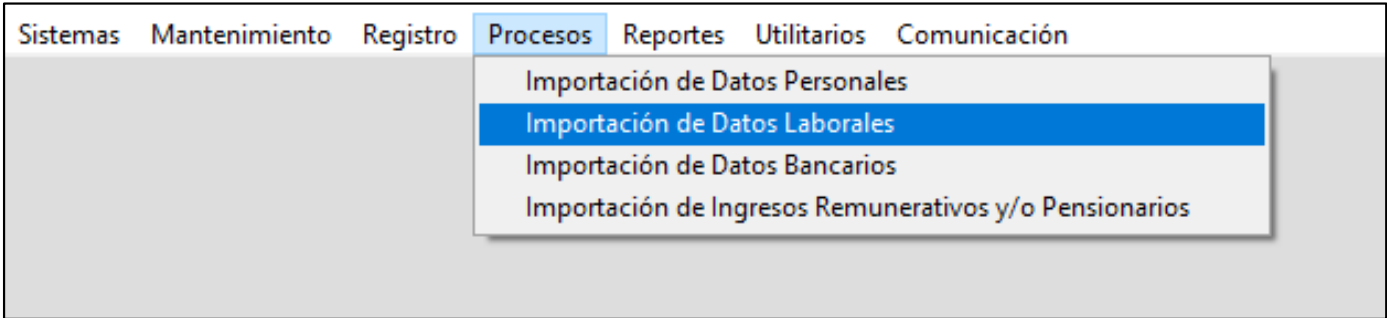 Sistemas Mantenimiento Registro Procesos Reportes Utilitarios Comunicación
Importación de Datos Personales
Importación de Datos Laborales
Importación de Datos Bancarios
Importación de Ingresos Remunerativos y/o Pensionarios